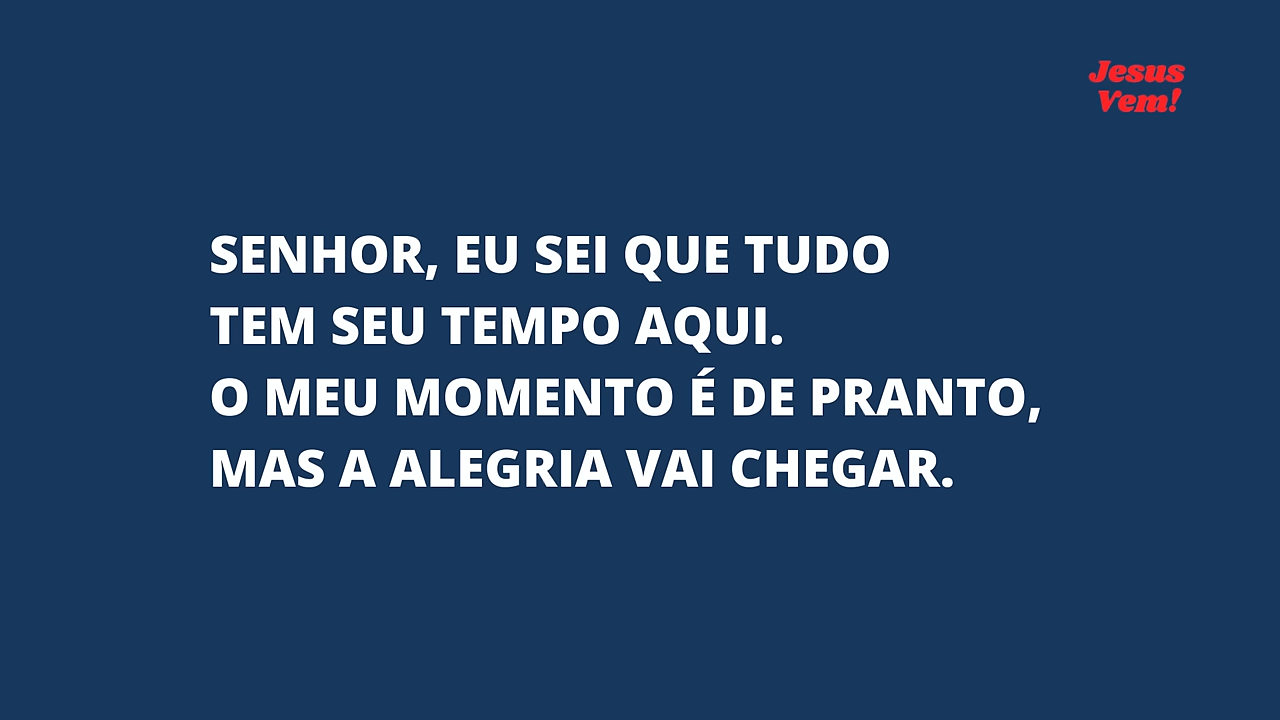 Jesus
Vem!
SENHOR, EU SEI QUE TUDO
TEM SEU TEMPO AQUI.
O MEU MOMENTO É DE PRANTO,
MAS A ALEGRIA VAI CHEGAR.